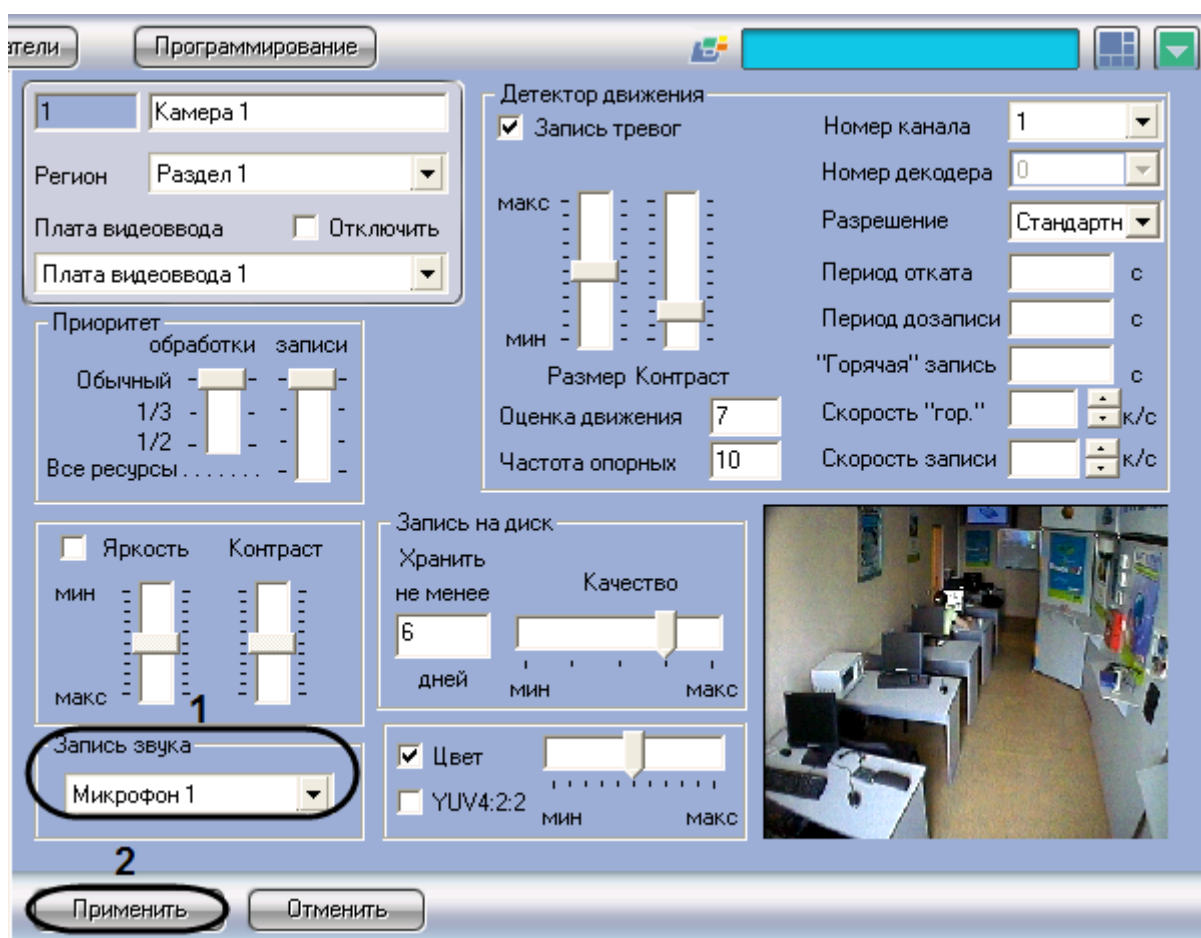 атели
Программирование
1
Камера 1
Регион
Раздел 1
Плата видеоввода
Отключить
Плата видеоввода 1
Приоритет
обработки записи
Обычный
1/3
1/2
Все ресурсы.......
Детектор движения
Запись тревог
макс
мин
Размер Контраст
Оценка движения 7
Частота опорных 10
Номер канала 1
Номер декодера 0
Разрешение Стандартн
Период отката с
Период дозаписи с
"Горячая" запись с
Скорость "гор." к/с
Скорость записи к/с
Яркость Контраст
мин
макс
1
Запись звука
Микрофон 1
Запись на диск
Хранить
не менее
6
дней
Качество
мин макс
Цвет
YUV4:2:2
мин макс
2
Применить
Отменить